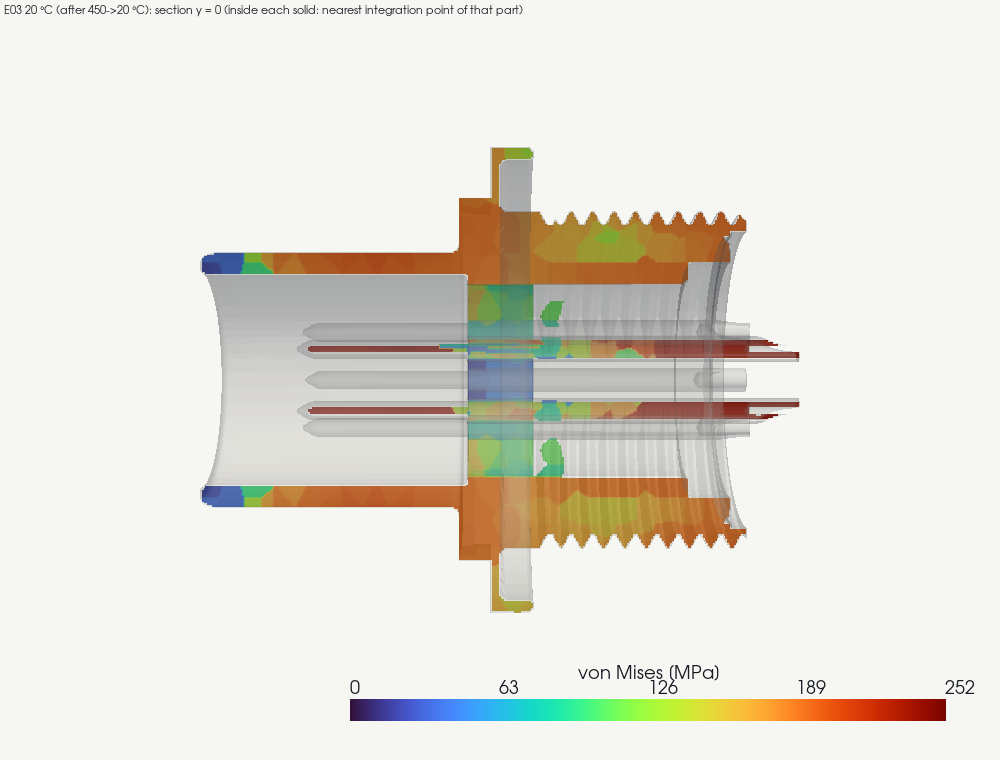 E03 20 °C (after 450->20 °C): section y = 0 (inside each solid: nearest integration point of that part)
von Mises [MPa]
0 63 126 189 252